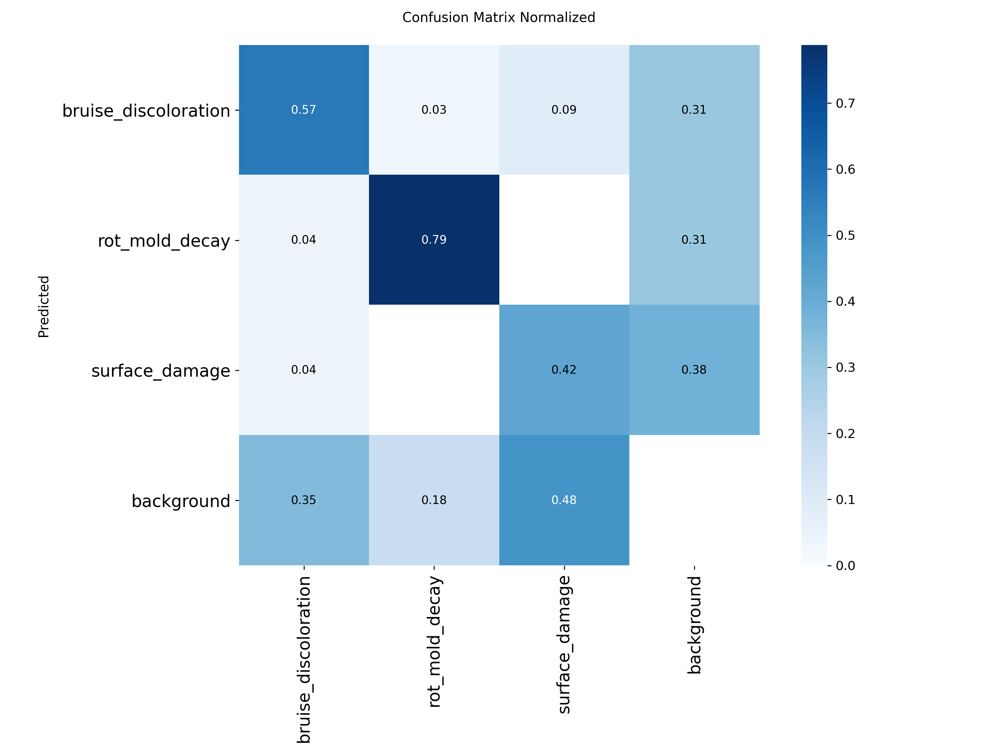 Confusion Matrix Normalized
bruise_discoloration
0.57
0.03
0.09
0.31
rot_mold_decay
0.04
0.79
0.31
surface_damage
0.04
0.42
0.38
background
0.35
0.18
0.48
Predicted
bruise_discoloration
rot_mold_decay
surface_damage
background
0.7
0.6
0.5
0.4
0.3
0.2
0.1
0.0